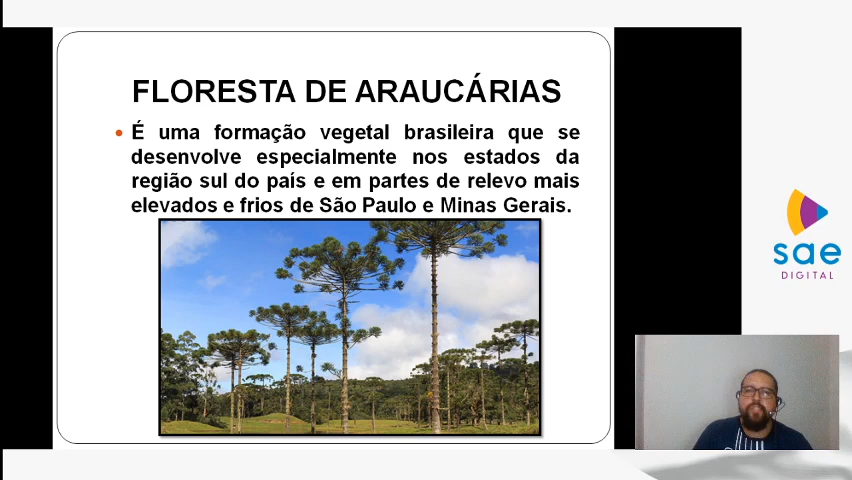 FLORESTA DE ARAUCÁRIAS
• É uma formação vegetal brasileira que se
desenvolve especialmente nos estados da
região sul do país e em partes de relevo mais
elevados e frios de São Paulo e Minas Gerais.
sae
DIGITAL